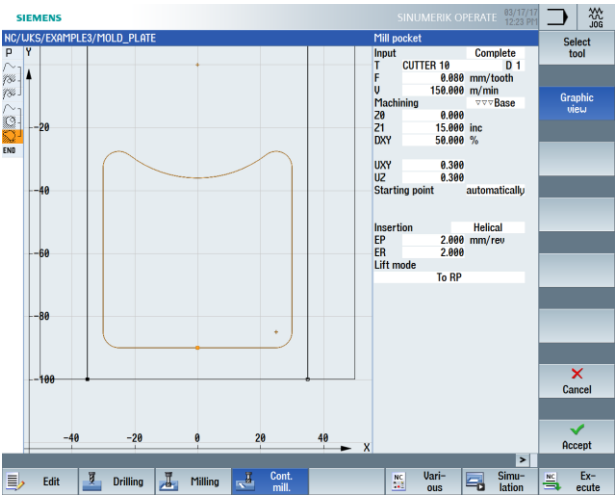 SIEMENS
SINUMERIK OPERATE 03/17/17 12:23 PM
JOG
NC/WKS/EXAMPLE3/MOLD_PLATE
Mill pocket
Select tool
P
Y
Input Complete
T CUTTER 10 D 1
F 0.080 mm/tooth
V 150.000 m/min
Machining ▽▽▽Base
Z0 0.000
Z1 15.000 inc
DXY 50.000 %
UXY 0.300
UZ 0.300
Starting point automatically
Insertion Helical
EP 2.000 mm/rev
ER 2.000
Lift mode
To RP
Graphic view
END
-20
-40
-60
-80
-100
-40 -20 0 20 40 X
Cancel
Accept
>
Edit
Drilling
Milling
Cont. mill.
NC Vari- ous
Simu- lation
NC Ex- ecute